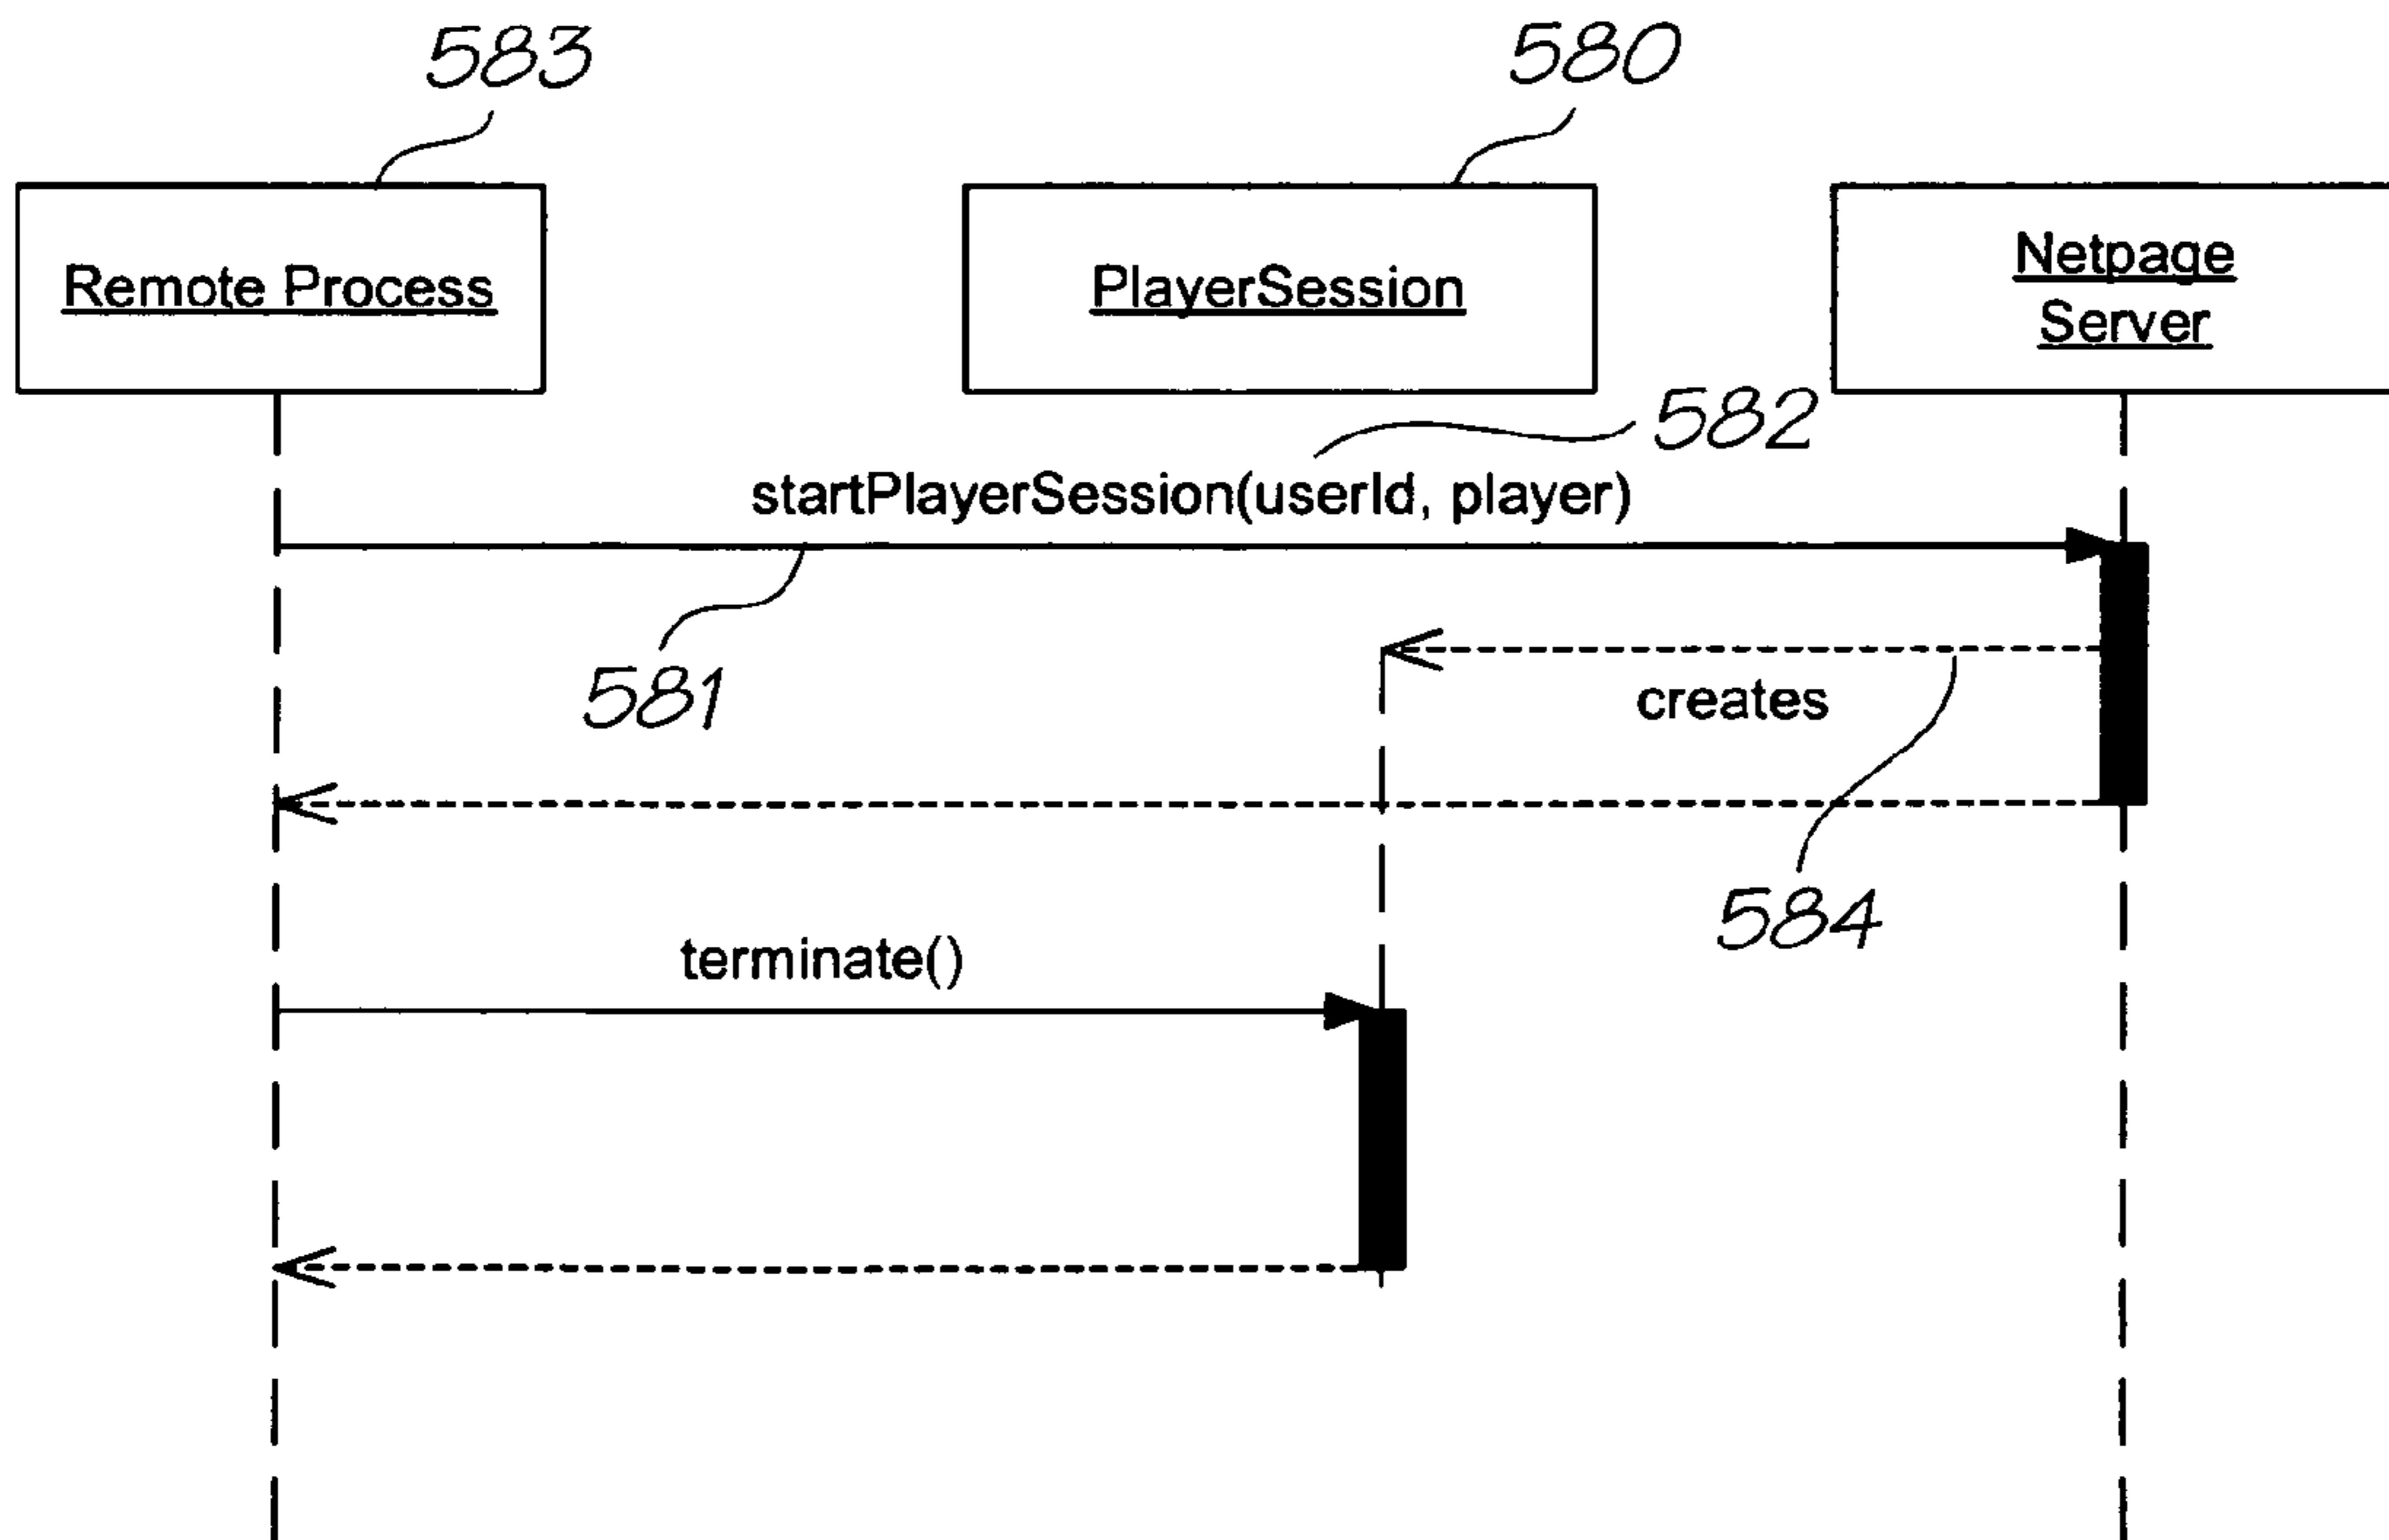 583
580
Remote Process
PlayerSession
Netpage
Server
582
startPlayerSession(userId, player)
581
creates
584
terminate()